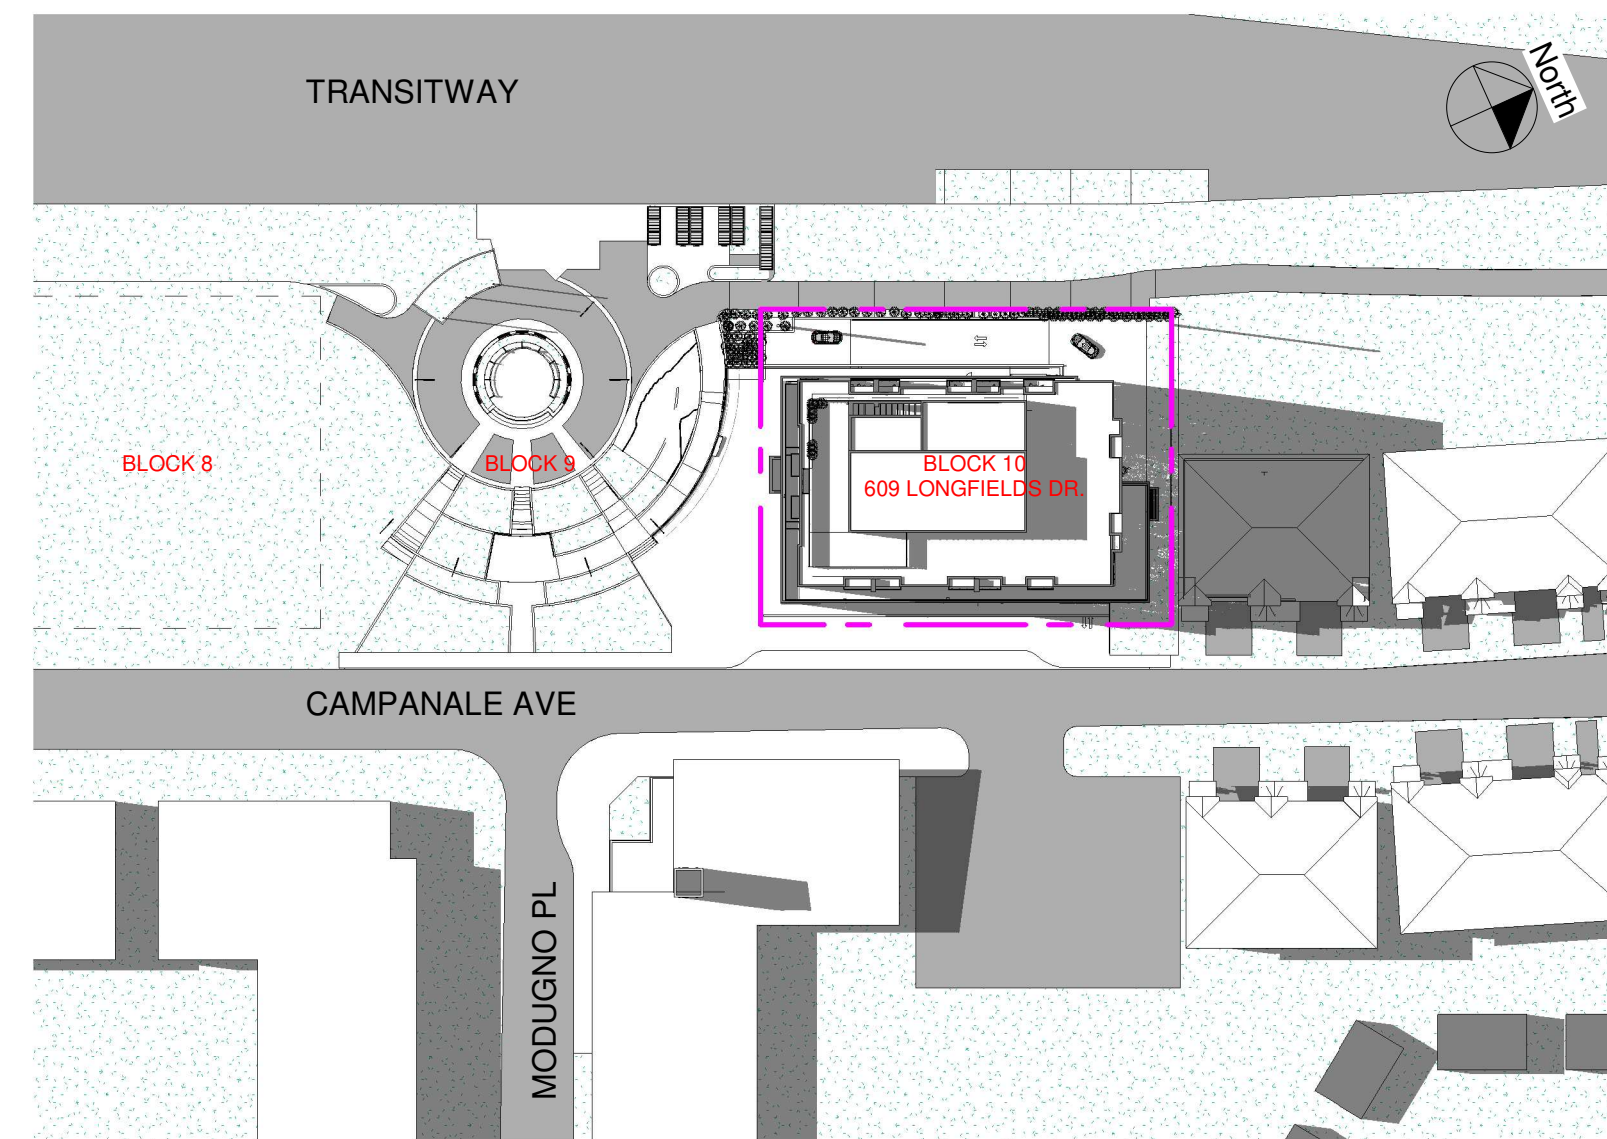 TRANSITWAY
North
BLOCK 8
BLOCK 9
BLOCK 10
609 LONGFIELDS DR.
CAMPANALE AVE
MODUGNO PL